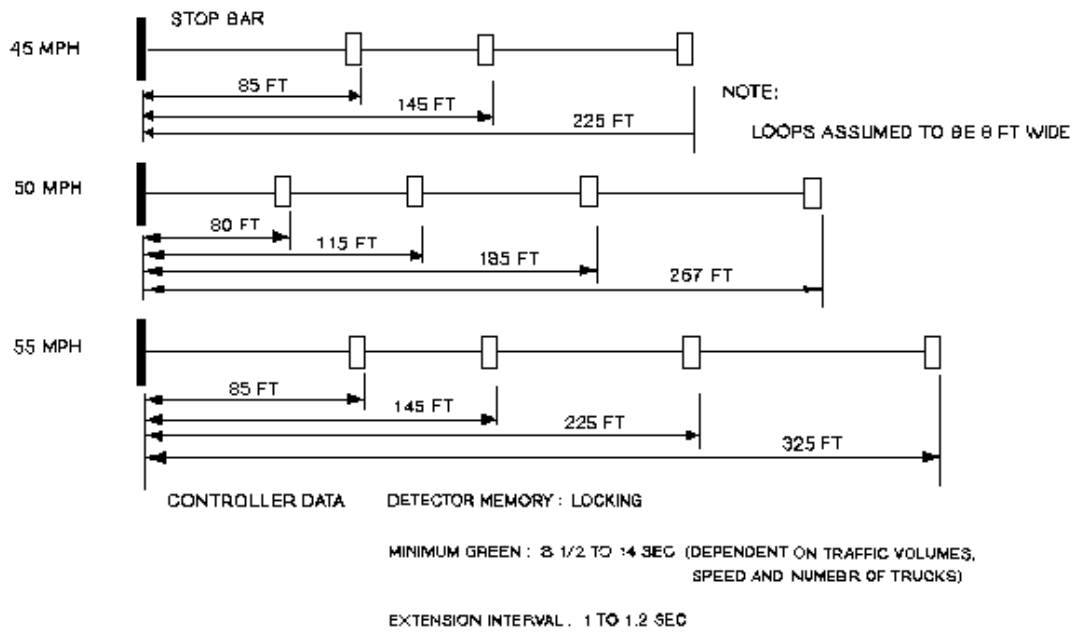 STOP BAR
45 MPH
85 FT
145 FT
225 FT
NOTE:
LOOPS ASSUMED TO BE 6 FT WIDE
50 MPH
80 FT
115 FT
185 FT
267 FT
55 MPH
85 FT
145 FT
225 FT
325 FT
CONTROLLER DATA DETECTOR MEMORY : LOCKING
MINIMUM GREEN : 8 1/2 TO 14 SEC (DEPENDENT ON TRAFFIC VOLUMES,
SPEED AND NUMEBR OF TRUCKS)
EXTENSION INTERVAL . 1 TO 1.2 SEC